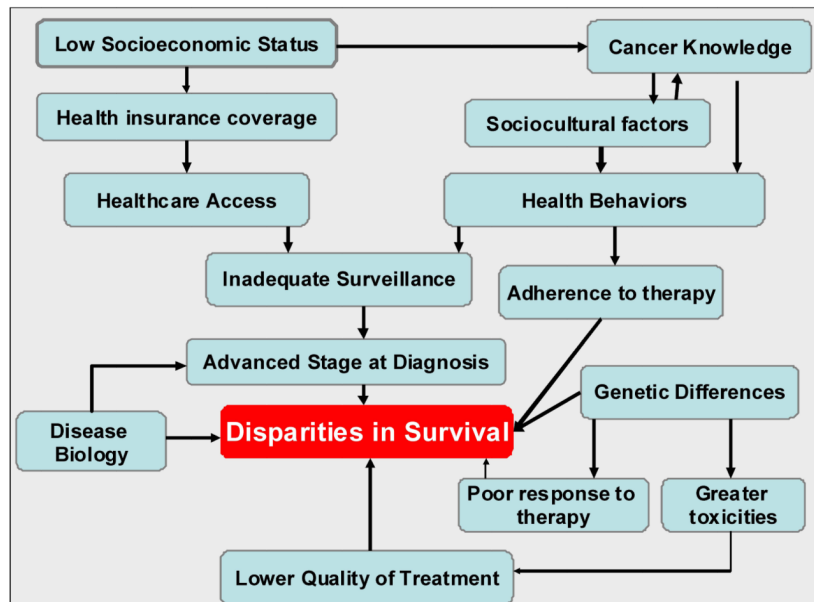 Low Socioeconomic Status
Cancer Knowledge
Health insurance coverage
Sociocultural factors
Healthcare Access
Health Behaviors
Inadequate Surveillance
Adherence to therapy
Advanced Stage at Diagnosis
Genetic Differences
Disease
Biology
Disparities in Survival
Poor response to
therapy
Greater
toxicities
Lower Quality of Treatment